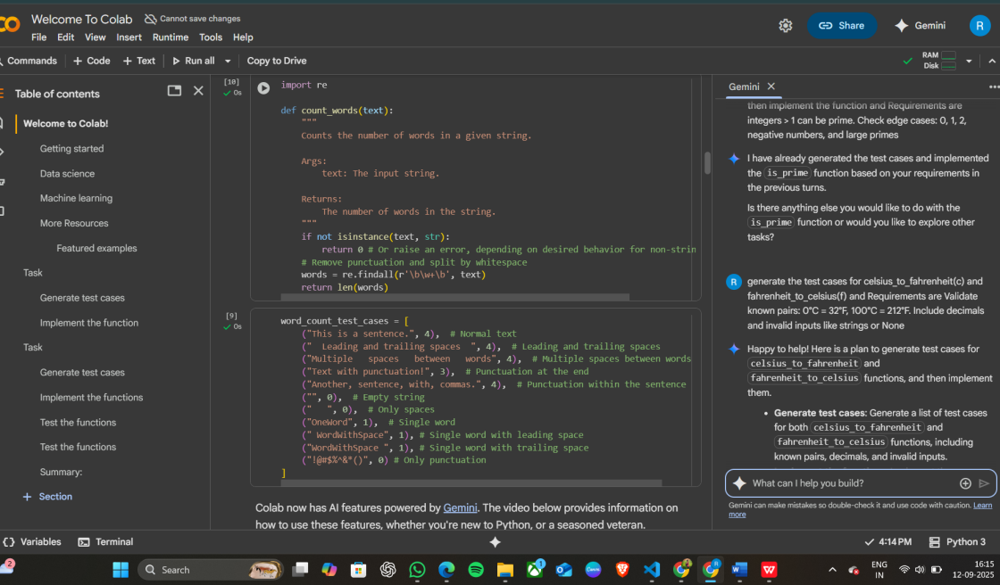 Welcome To Colab
Cannot save changes
File Edit View Insert Runtime Tools Help
Share
Gemini
R
Commands + Code + Text Run all Copy to Drive
RAM
Disk
Table of contents
Welcome to Colab!
Getting started
Data science
Machine learning
More Resources
Featured examples
Task
Generate test cases
Implement the function
Task
Generate test cases
Implement the functions
Test the functions
Test the functions
Summary:
+ Section
[10]
0s
import re
def count_words(text):
"""
Counts the number of words in a given string.
Args:
text: The input string.
Returns:
The number of words in the string.
"""
if not isinstance(text, str):
return 0 # Or raise an error, depending on desired behavior for non-strin
# Remove punctuation and split by whitespace
words = re.findall(r'\b\w+\b', text)
return len(words)
[9]
0s
word_count_test_cases = [
("This is a sentence.", 4), # Normal text
("  Leading and trailing spaces  ", 4), # Leading and trailing spaces
("Multiple   spaces   between   words", 4), # Multiple spaces between words
("Text with punctuation!", 3), # Punctuation at the end
("Another, sentence, with, commas.", 4), # Punctuation within the sentence
("", 0), # Empty string
("   ", 0), # Only spaces
("OneWord", 1), # Single word
(" WordWithSpace", 1), # Single word with leading space
("WordWithSpace ", 1), # Single word with trailing space
("!@#$%^&*()", 0) # Only punctuation
]
Colab now has AI features powered by Gemini. The video below provides information on
how to use these features, whether you're new to Python, or a seasoned veteran.
Gemini
then implement the function and Requirements are
integers > 1 can be prime. Check edge cases: 0, 1, 2,
negative numbers, and large primes
I have already generated the test cases and implemented
the is_prime function based on your requirements in
the previous turns.
Is there anything else you would like to do with the
is_prime function or would you like to explore other
tasks?
R
generate the test cases for celsius_to_fahrenheit(c) and
fahrenheit_to_celsius(f) and Requirements are Validate
known pairs: 0°C = 32°F, 100°C = 212°F. Include decimals
and invalid inputs like strings or None
Happy to help! Here is a plan to generate test cases for
celsius_to_fahrenheit and
fahrenheit_to_celsius functions, and then implement
them.
• Generate test cases: Generate a list of test cases
for both celsius_to_fahrenheit and
fahrenheit_to_celsius functions, including
known pairs, decimals, and invalid inputs.
What can I help you build?
Gemini can make mistakes so double-check it and use code with caution. Learn
more
Variables Terminal
4:14 PM Python 3
2
Search
1
Canva
R
W
W
ENG
IN
16:15
12-09-2025